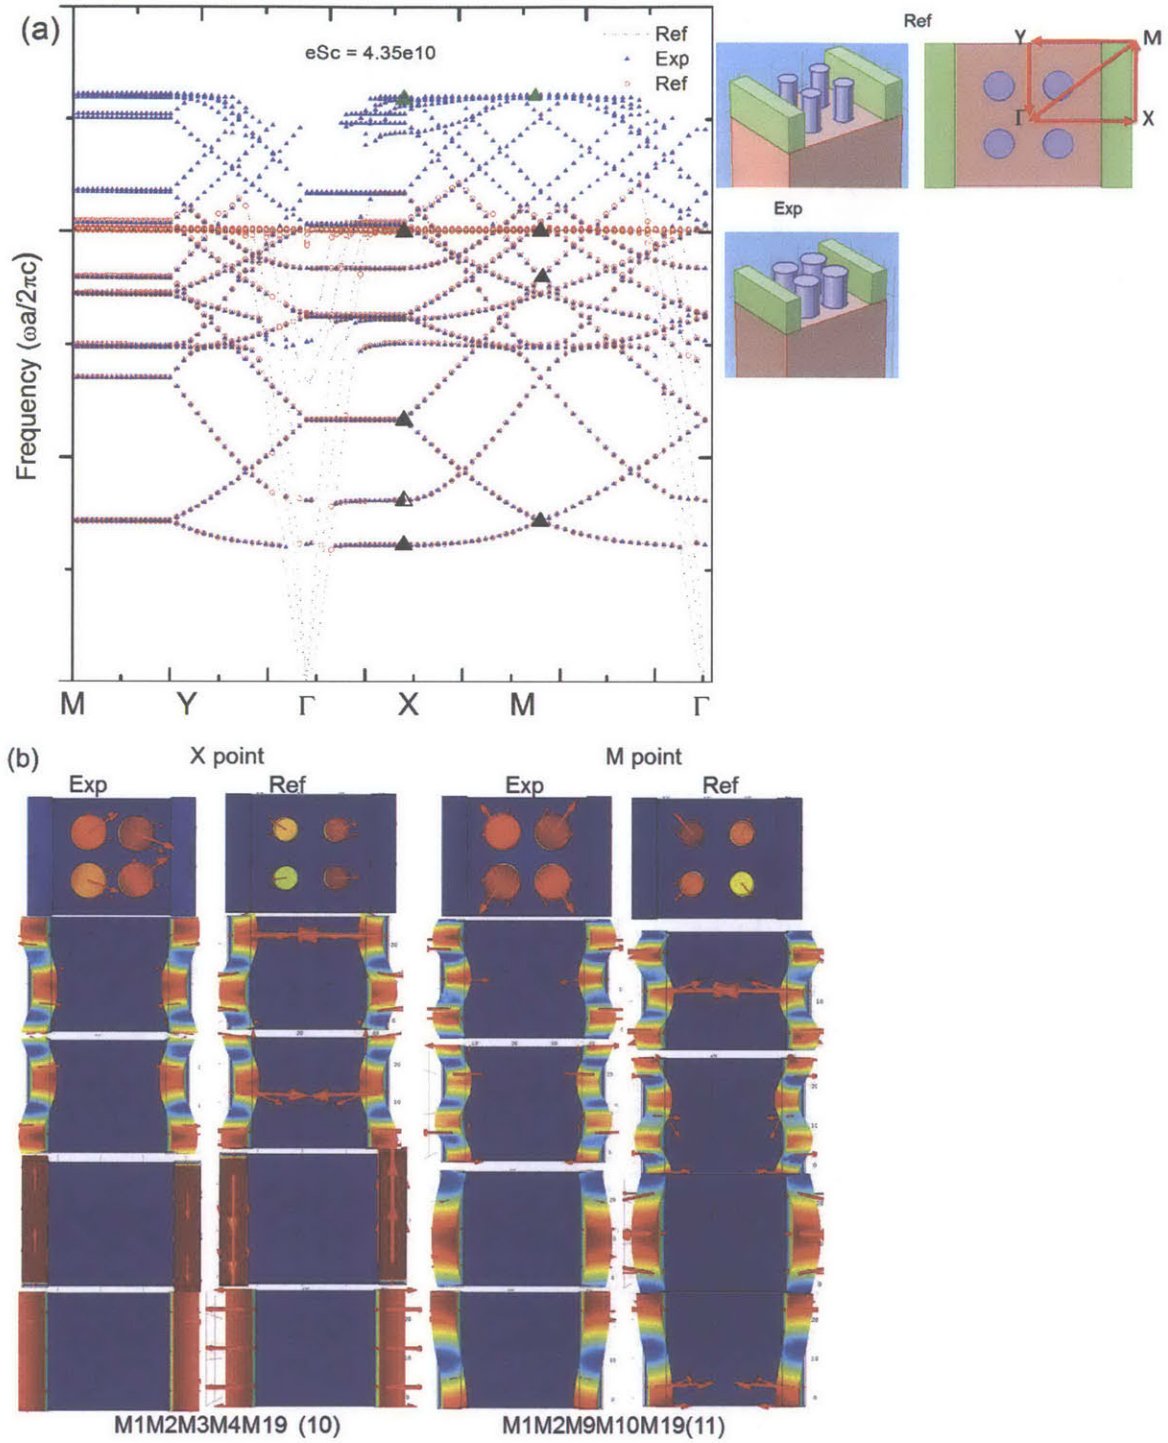 (a)
eSc = 4.35e10
Ref
Exp
Ref
Frequency (ωa/2πc)
M Y Γ X M Γ
Ref
Y M
Γ X
Exp
(b)
X point
M point
Exp Ref Exp Ref
M1M2M3M4M19 (10)
M1M2M9M10M19(11)